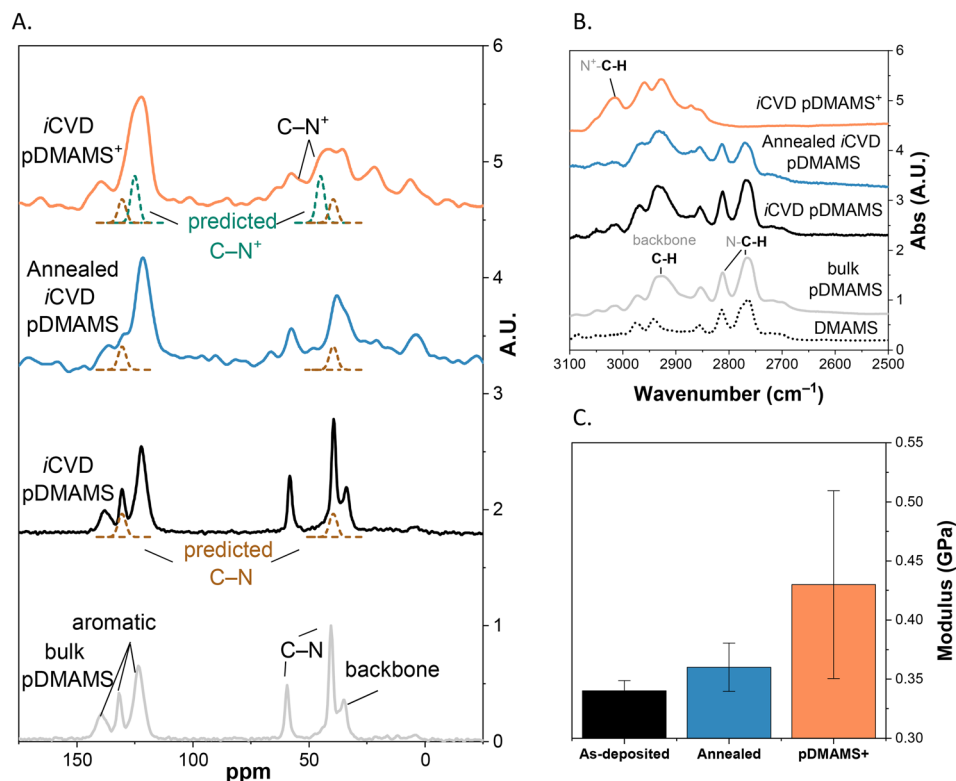 A.
iCVD
pDMAMS+
C–N+
predicted
C–N+
Annealed
iCVD
pDMAMS
iCVD
pDMAMS
predicted
C–N
aromatic
bulk
pDMAMS
C–N
backbone
6
5
4
3
2
1
0
A.U.
150
100
50
0
ppm
B.
N+-C-H
iCVD pDMAMS+
Annealed iCVD
pDMAMS
iCVD pDMAMS
backbone
C-H
N-C-H
bulk
pDMAMS
DMAMS
6
5
4
3
2
1
0
Abs (A.U.)
3100
3000
2900
2800
2700
2600
2500
Wavenumber (cm–1)
C.
0.55
0.50
0.45
0.40
0.35
0.30
Modulus (GPa)
As-deposited
Annealed
pDMAMS+